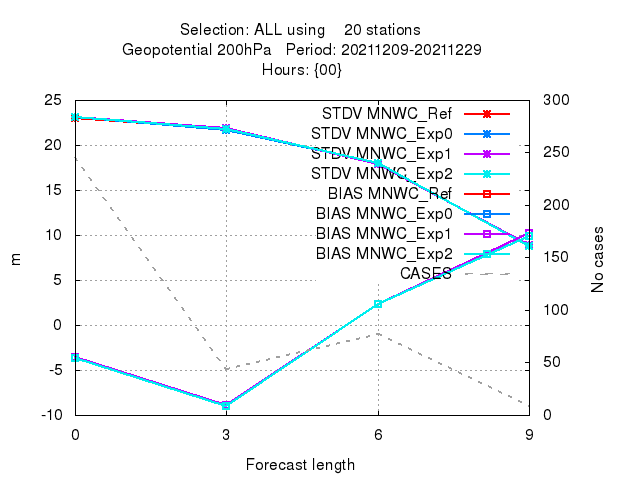 Selection: ALL using    20 stations
Geopotential 200hPa   Period: 20211209-20211229
Hours: {00}
25
20
15
10
5
0
-5
-10
m
300
250
200
150
100
50
0
No cases
STDV MNWC_Ref
STDV MNWC_Exp0
STDV MNWC_Exp1
STDV MNWC_Exp2
BIAS MNWC_Ref
BIAS MNWC_Exp0
BIAS MNWC_Exp1
BIAS MNWC_Exp2
CASES
0 3 6 9
Forecast length